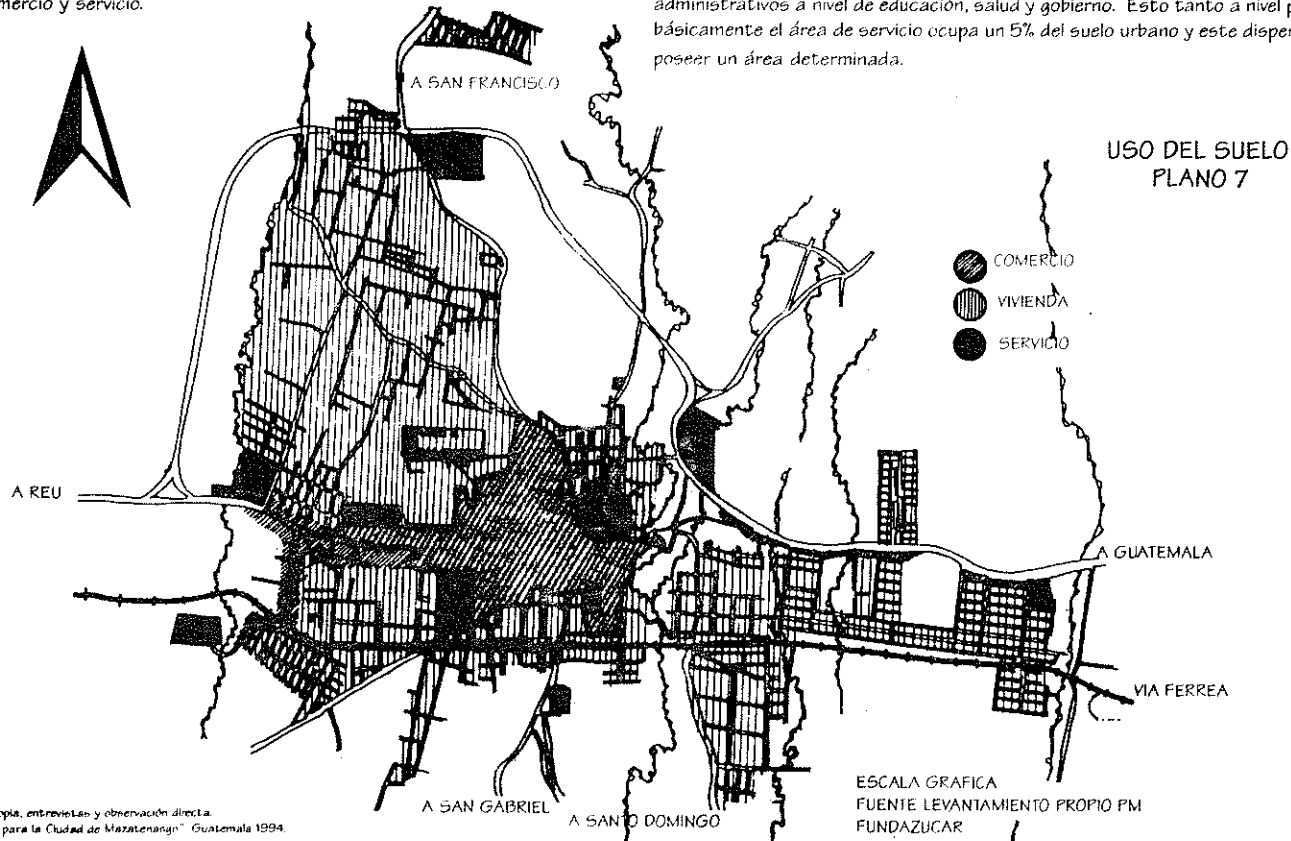 comercio y servicio.
administrativos a nivel de educación, salud y gobierno. Esto tanto a nivel
básicamente el área de servicio ocupa un 5% del suelo urbano y este
poseer un área determinada.
A SAN FRANCISCO
USO DEL SUELO
PLANO 7
COMERCIO
VIVIENDA
SERVICIO
A REU
A GUATEMALA
VIA FERREA
A SAN GABRIEL
A SANTO DOMINGO
ESCALA GRAFICA
FUENTE LEVANTAMIENTO PROPIO PM
FUNDAZUCAR
entrevistas y observación directa.
para la Ciudad de Mazatenango" Guatemala 1994.